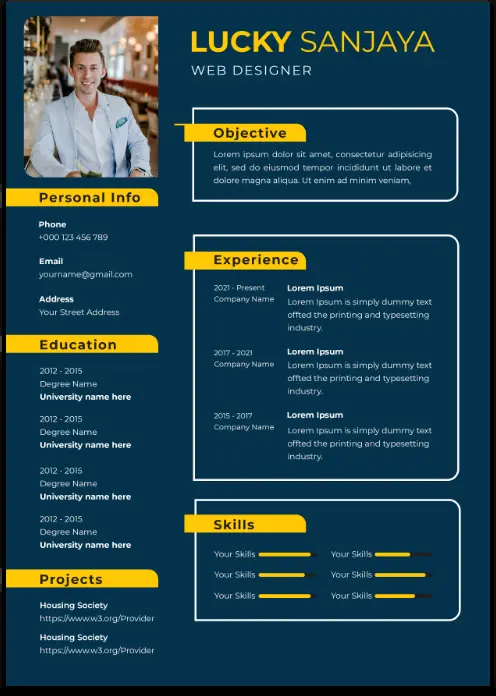 LUCKY SANJAYA
WEB DESIGNER
Personal Info
Phone
+000 123 456 789
Email
yourname@gmail.com
Address
Your Street Address
Education
2012 - 2015
Degree Name
University name here
2012 - 2015
Degree Name
University name here
2012 - 2015
Degree Name
University name here
2012 - 2015
Degree Name
University name here
Projects
Housing Society
https://www.w3.org/Provider
Housing Society
https://www.w3.org/Provider
Objective
Lorem ipsum dolor sit amet, consectetur adipisicing
elit, sed do eiusmod tempor incididunt ut labore et
dolore magna aliqua. Ut enim ad minim veniam,
Experience
2021 - Present
Company Name
Lorem Ipsum
Lorem Ipsum is simply dummy text
offted the printing and typesetting
industry.
2017 - 2021
Company Name
Lorem Ipsum
Lorem Ipsum is simply dummy text
offted the printing and typesetting
industry.
2015 - 2017
Company Name
Lorem Ipsum
Lorem Ipsum is simply dummy text
offted the printing and typesetting
industry.
Skills
Your Skills
Your Skills
Your Skills
Your Skills
Your Skills
Your Skills